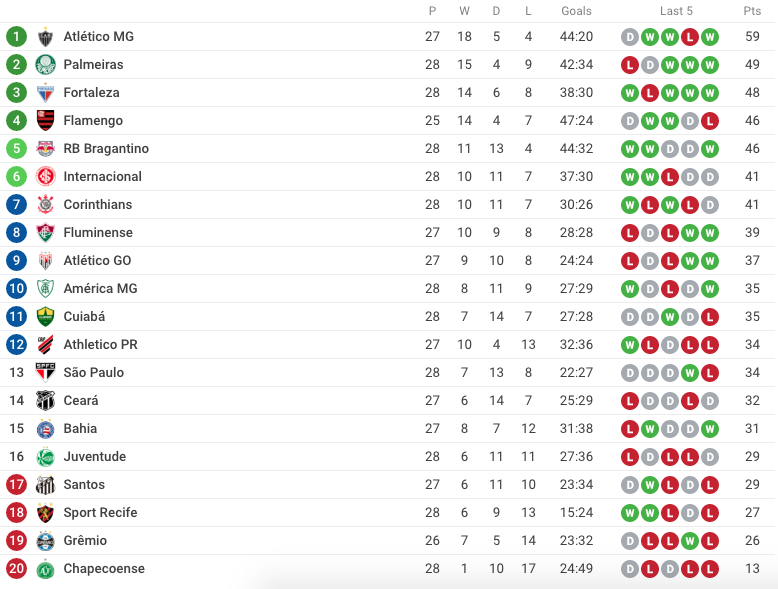 P W D L Goals Last 5 Pts
1 Atlético MG 27 18 5 4 44:20 D W W L W 59
2 Palmeiras 28 15 4 9 42:34 L D W W W 49
3 Fortaleza 28 14 6 8 38:30 W L W W W 48
4 Flamengo 25 14 4 7 47:24 D W W D L 46
5 RB Bragantino 28 11 13 4 44:32 W W D D W 46
6 Internacional 28 10 11 7 37:30 W W L D D 41
7 Corinthians 28 10 11 7 30:26 W L W L D 41
8 Fluminense 27 10 9 8 28:28 L D L W W 39
9 Atlético GO 27 9 10 8 24:24 L D L W W 37
10 América MG 28 8 11 9 27:29 W D L D W 35
11 Cuiabá 28 7 14 7 27:28 D D W D L 35
12 Athletico PR 27 10 4 13 32:36 W L D L L 34
13 São Paulo 28 7 13 8 22:27 D D D W L 34
14 Ceará 27 6 14 7 25:29 L D D L D 32
15 Bahia 27 8 7 12 31:38 L W D D W 31
16 Juventude 28 6 11 11 27:36 L D L L D 29
17 Santos 27 6 11 10 23:34 D W L D L 29
18 Sport Recife 28 6 9 13 15:24 W W L D L 27
19 Grêmio 26 7 5 14 23:32 D L L W L 26
20 Chapecoense 28 1 10 17 24:49 D L D L L 13